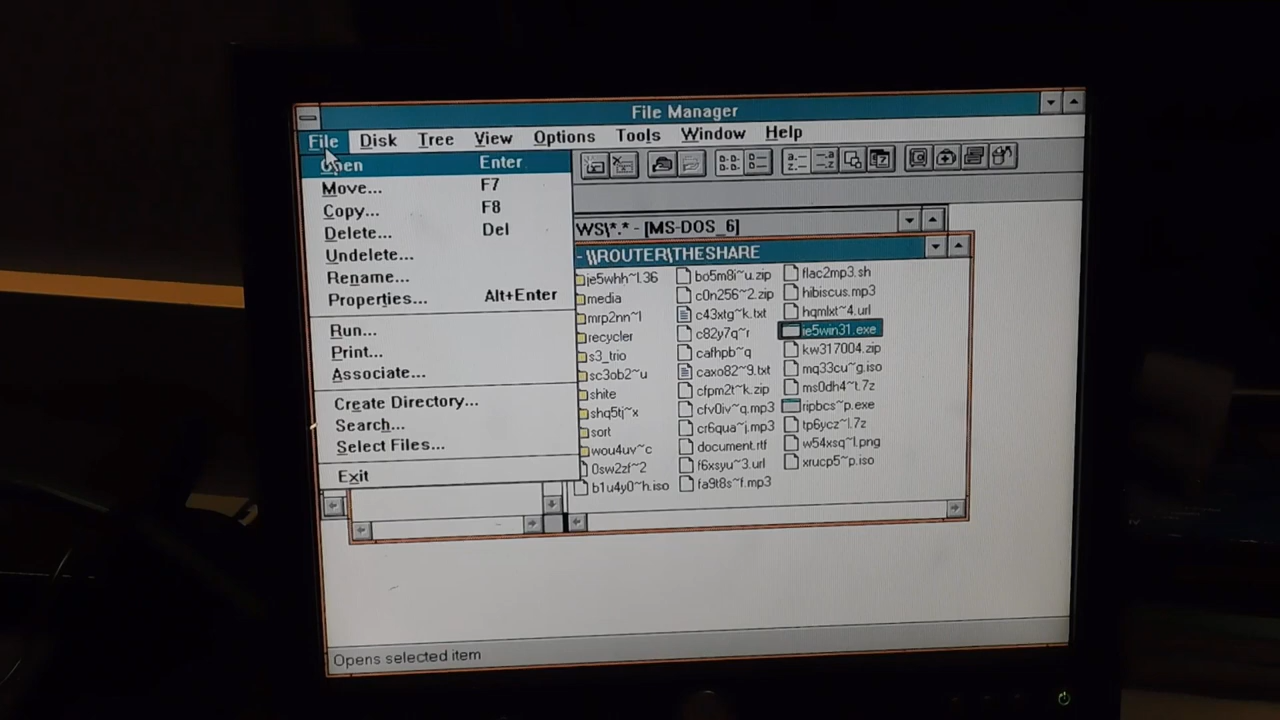 File Manager
File Disk Tree View Options Tools Window Help
Open Enter
Move... F7
Copy... F8
Delete... Del
Undelete...
Rename...
Properties... Alt+Enter
Run...
Print...
Associate...
Create Directory...
Search...
Select Files...
Exit
WS\*.* - [MS-DOS_6]
- \\ROUTER\THESHARE
je5whh~l.36
media
mrp2nn~l
recycler
s3_trio
sc3ob2~u
shite
shq5tj~x
sort
wou4uv~c
0sw2zf~2
b1u4y0~h.iso
bo5m8i~u.zip
c0n256~2.zip
c43xtg~k.txt
c82y7q~r
cafhpb~q
caxo82~9.txt
cfpm2t~k.zip
cfv0iv~q.mp3
cr6qua~j.mp3
document.rtf
f6xsyu~3.url
fa9t8s~f.mp3
flac2mp3.sh
hibiscus.mp3
hqmlxt~4.url
ie5win31.exe
kw317004.zip
mq33cu~g.iso
ms0dh4~t.7z
ripbcs~p.exe
tp6ycz~l.7z
w54xsq~l.png
xrucp5~p.iso
Opens selected item